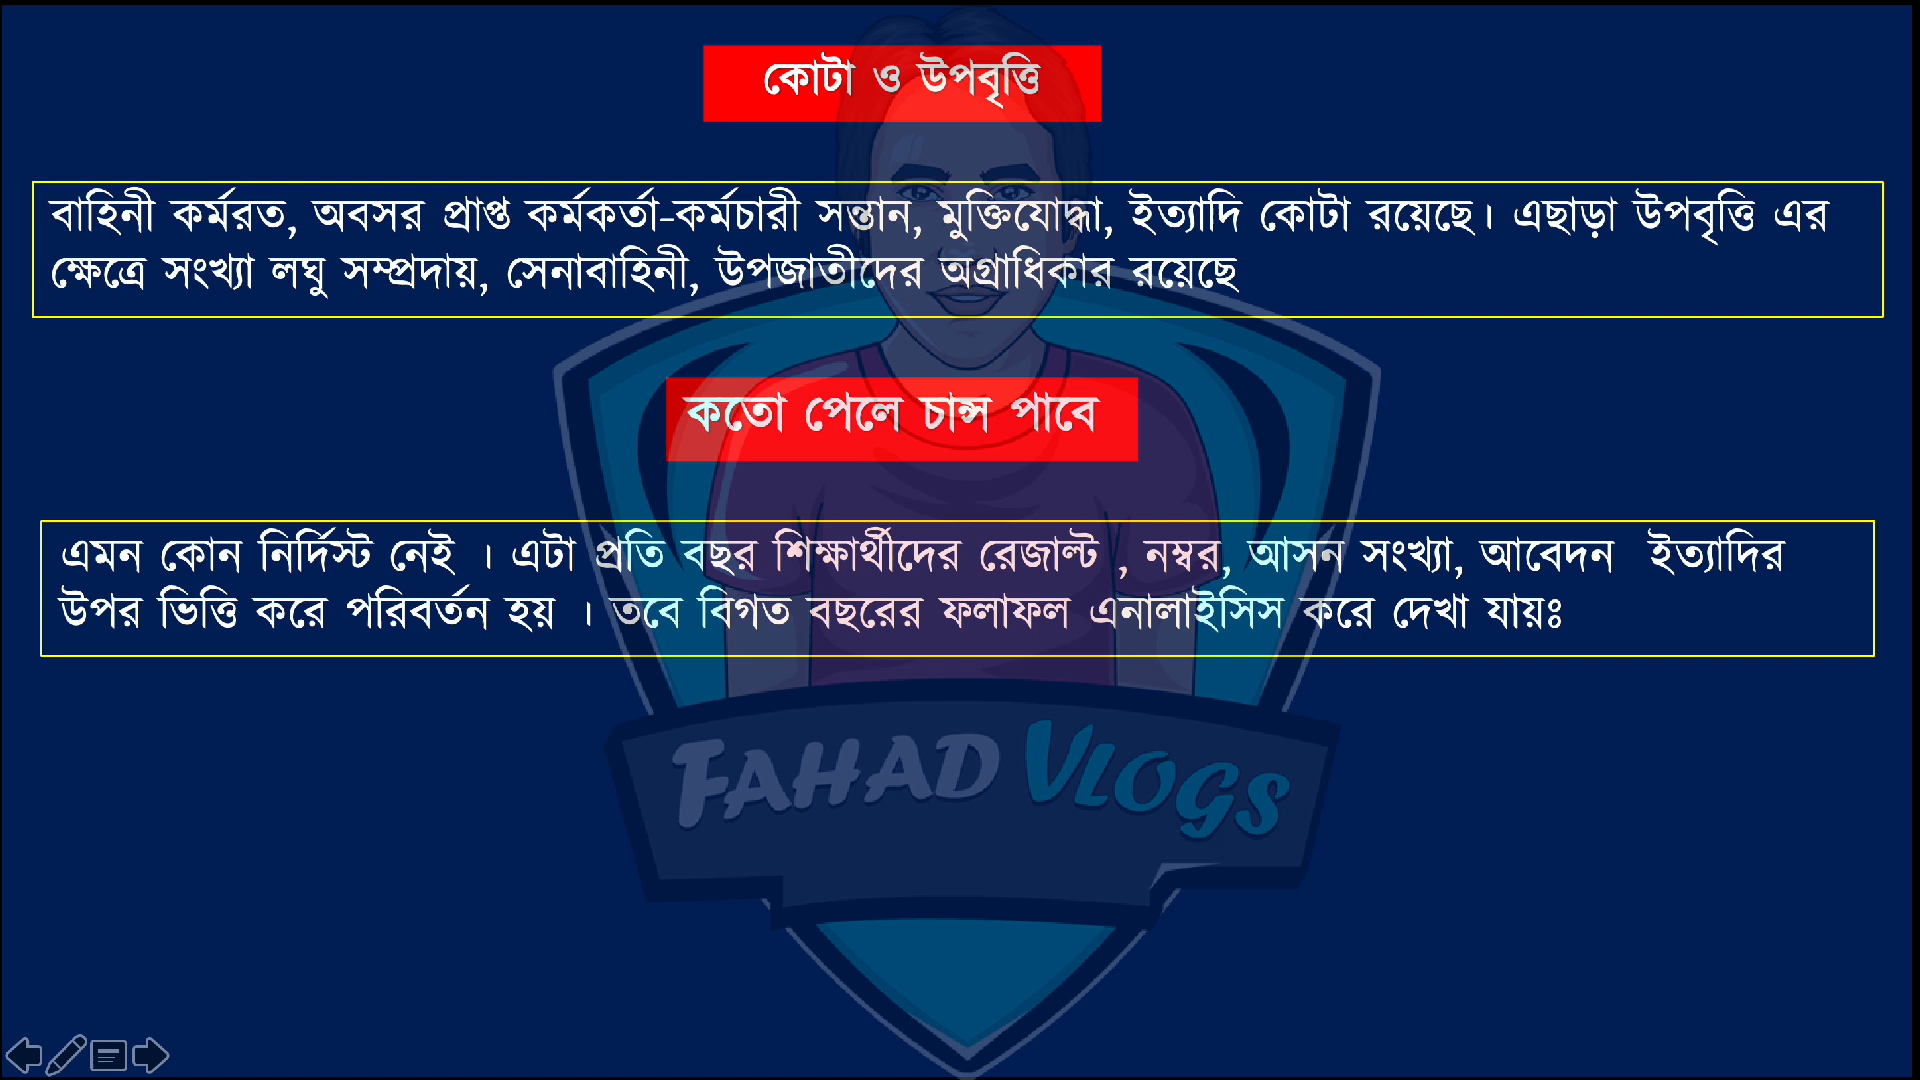 কোটা ও উপবৃত্তি
বাহিনী কর্মরত, অবসর প্রাপ্ত কর্মকর্তা-কর্মচারী সন্তান, মুক্তিযোদ্ধা, ইত্যাদি কোটা রয়েছে। এছাড়া উপবৃত্তি এর
ক্ষেত্রে সংখ্যা লঘু সম্প্রদায়, সেনাবাহিনী, উপজাতীদের অগ্রাধিকার রয়েছে
কতো পেলে চান্স পাবে
এমন কোন নির্দিস্ট নেই । এটা প্রতি বছর শিক্ষার্থীদের রেজাল্ট , নম্বর, আসন সংখ্যা, আবেদন ইত্যাদির
উপর ভিত্তি করে পরিবর্তন হয় । তবে বিগত বছরের ফলাফল এনালাইসিস করে দেখা যায়ঃ
FAHAD VLOGS